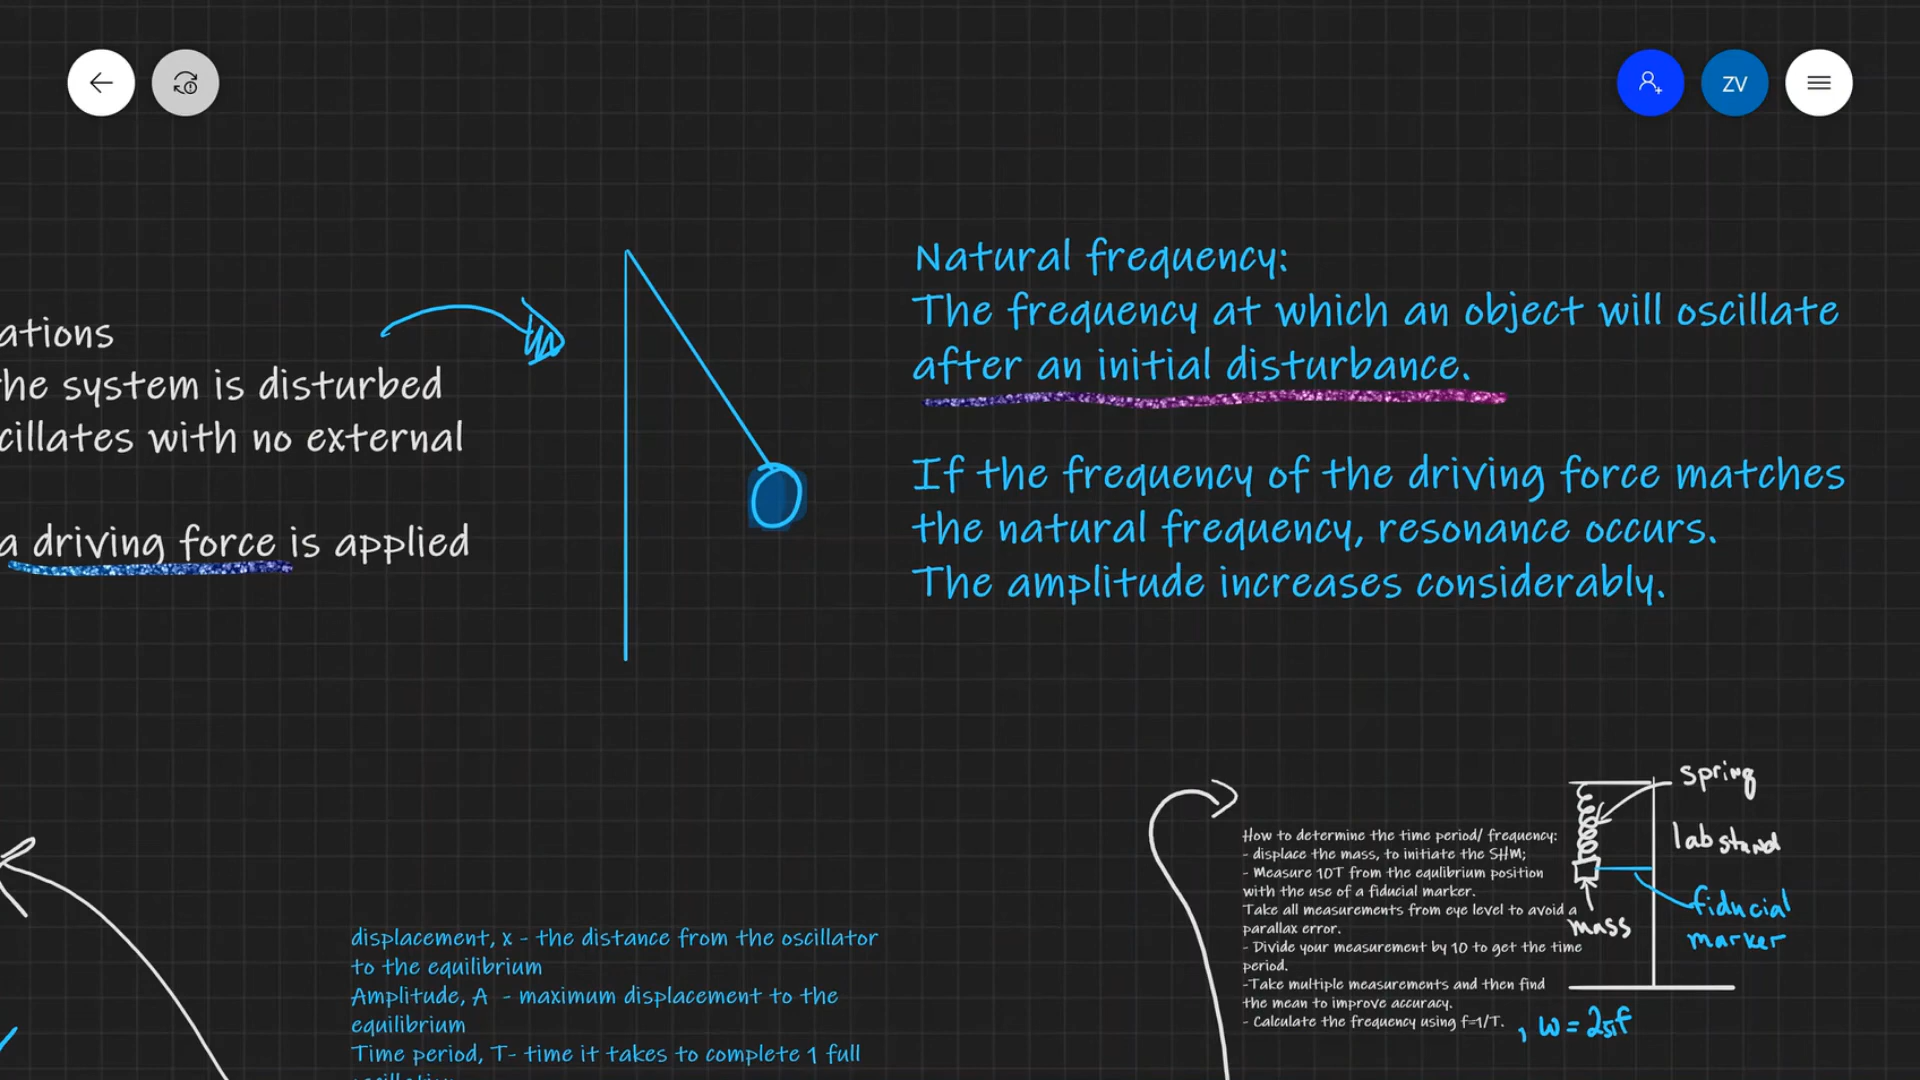 ZV
ations
he system is disturbed
cillates with no external
a driving force is applied
Natural frequency:
The frequency at which an object will oscillate
after an initial disturbance.
If the frequency of the driving force matches
the natural frequency, resonance occurs.
The amplitude increases considerably.
displacement, x - the distance from the oscillator
to the equilibrium
Amplitude, A - maximum displacement to the
equilibrium
Time period, T- time it takes to complete 1 full
How to determine the time period/ frequency:
- displace the mass, to initiate the SHM;
- Measure 10T from the equlibrium position
with the use of a fiducial marker.
Take all measurements from eye level to avoid a
parallax error.
- Divide your measurement by 10 to get the time
period.
-Take multiple measurements and then find
the mean to improve accuracy.
- Calculate the frequency using f=1/T.
, ω = 2πf
spring
lab stand
fiducial
marker
mass